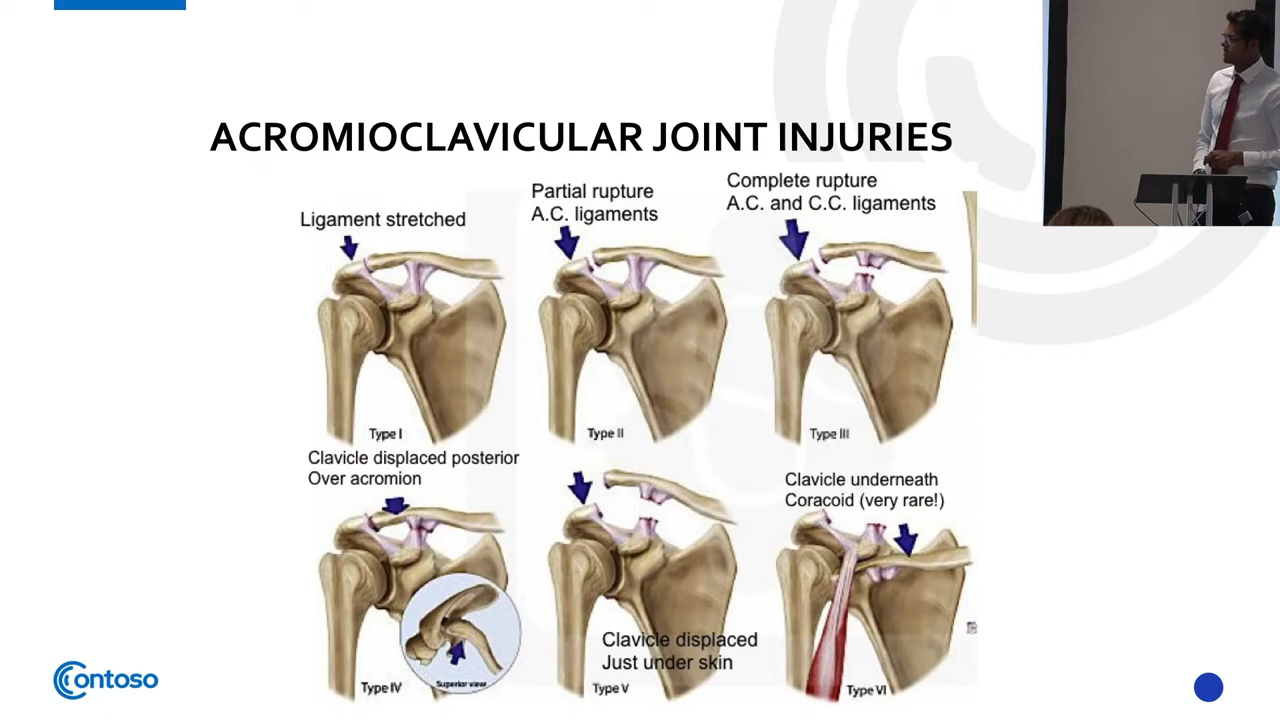 ACROMIOCLAVICULAR JOINT INJURIES
Ligament stretched
Partial rupture
A.C. ligaments
Complete rupture
A.C. and C.C. ligaments
Type I
Type II
Type III
Clavicle displaced posterior
Over acromion
Clavicle underneath
Coracoid (very rare!)
Clavicle displaced
Just under skin
Superior view
Type IV
Type V
Type VI
Contoso